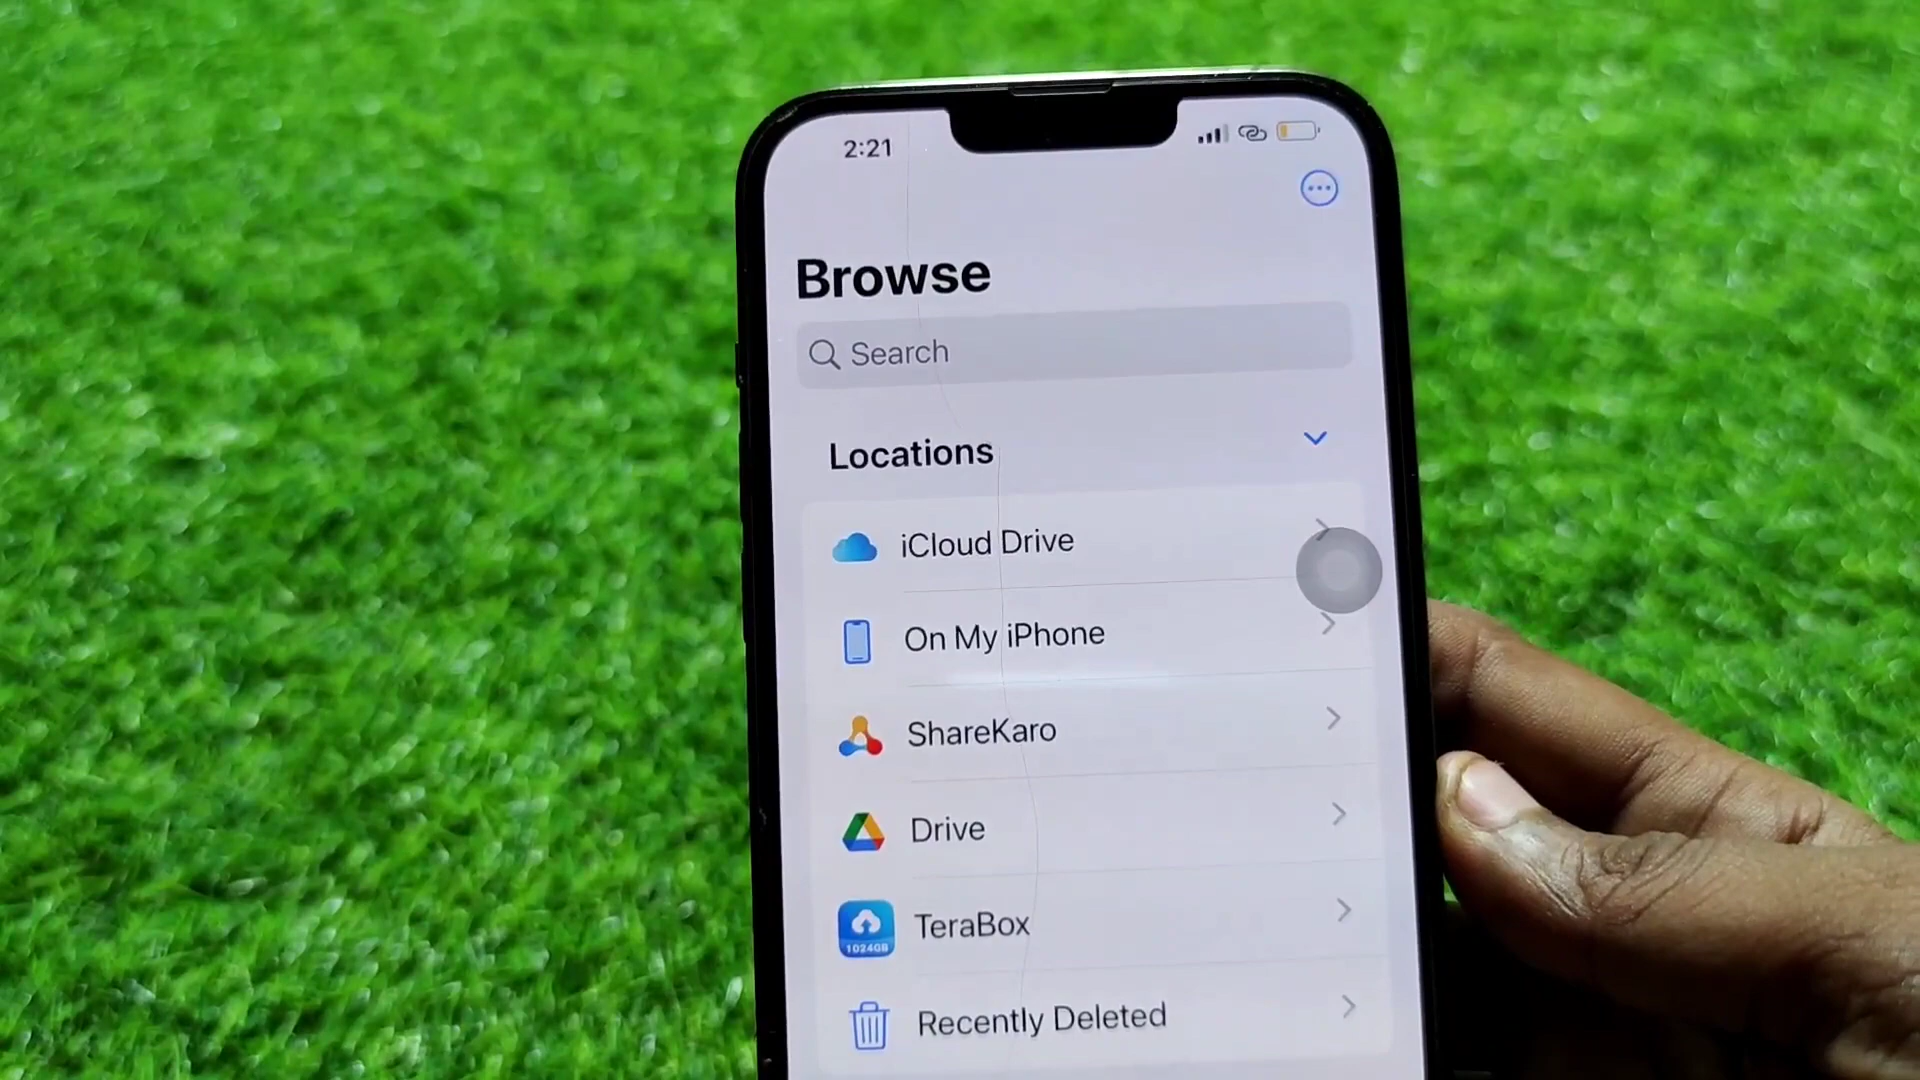 2:21
Browse
Search
Locations
iCloud Drive
On My iPhone
ShareKaro
Drive
TeraBox
1024GB
Recently Deleted